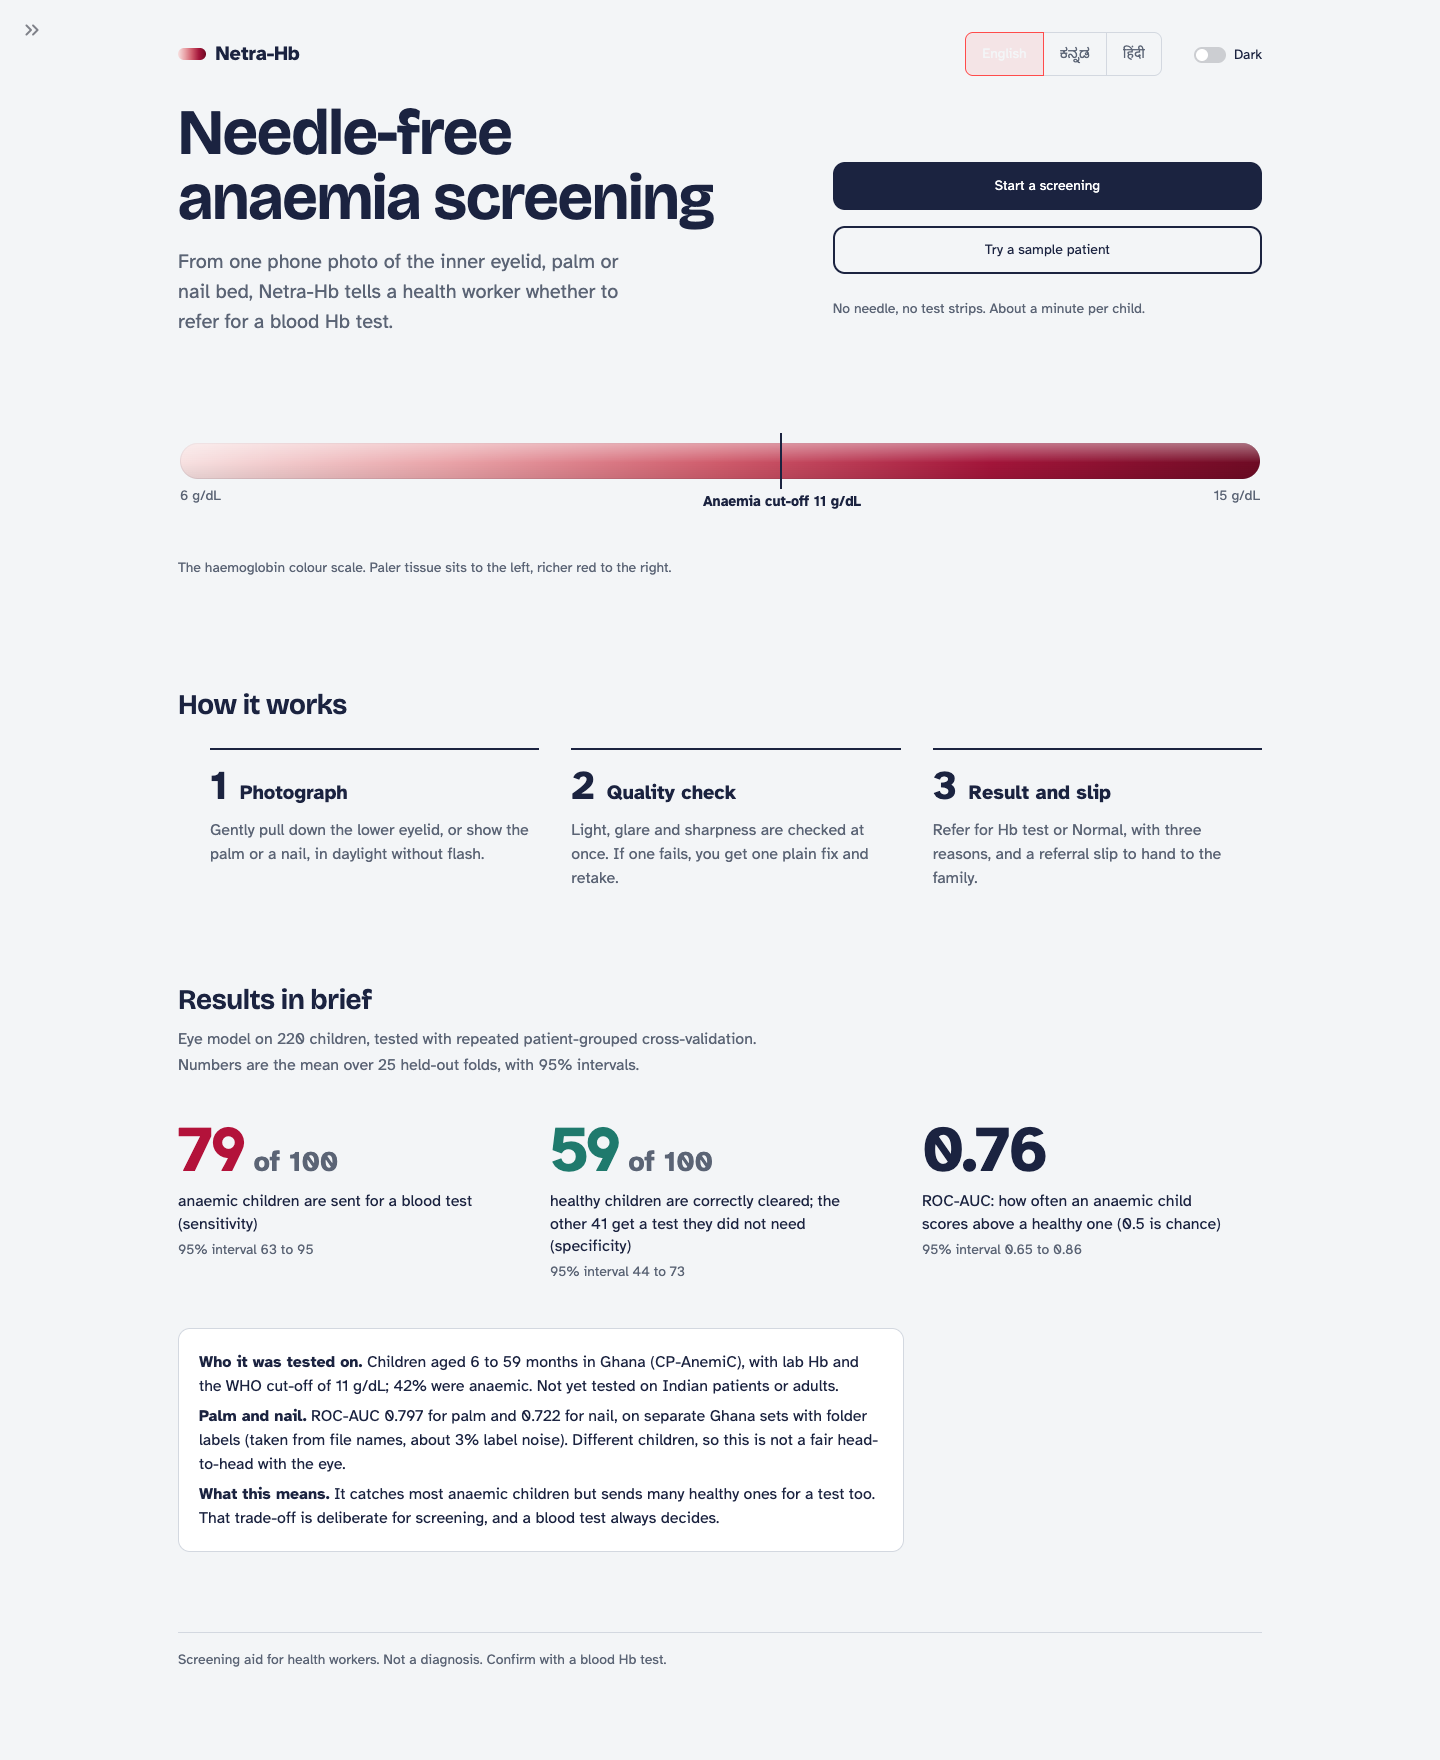 Netra-Hb
English
ಕನ್ನಡ
हिंदी
Dark
Needle-free
anaemia screening
From one phone photo of the inner eyelid, palm or
nail bed, Netra-Hb tells a health worker whether to
refer for a blood Hb test.
Start a screening
Try a sample patient
No needle, no test strips. About a minute per child.
6 g/dL
Anaemia cut-off 11 g/dL
15 g/dL
The haemoglobin colour scale. Paler tissue sits to the left, richer red to the right.
How it works
1 Photograph
Gently pull down the lower eyelid, or show the
palm or a nail, in daylight without flash.
2 Quality check
Light, glare and sharpness are checked at
once. If one fails, you get one plain fix and
retake.
3 Result and slip
Refer for Hb test or Normal, with three
reasons, and a referral slip to hand to the
family.
Results in brief
Eye model on 220 children, tested with repeated patient-grouped cross-validation.
Numbers are the mean over 25 held-out folds, with 95% intervals.
79 of 100
anaemic children are sent for a blood test
(sensitivity)
95% interval 63 to 95
59 of 100
healthy children are correctly cleared; the
other 41 get a test they did not need
(specificity)
95% interval 44 to 73
0.76
ROC-AUC: how often an anaemic child
scores above a healthy one (0.5 is chance)
95% interval 0.65 to 0.86
Who it was tested on. Children aged 6 to 59 months in Ghana (CP-AnemiC), with lab Hb and
the WHO cut-off of 11 g/dL; 42% were anaemic. Not yet tested on Indian patients or adults.
Palm and nail. ROC-AUC 0.797 for palm and 0.722 for nail, on separate Ghana sets with folder
labels (taken from file names, about 3% label noise). Different children, so this is not a fair head-
to-head with the eye.
What this means. It catches most anaemic children but sends many healthy ones for a test too.
That trade-off is deliberate for screening, and a blood test always decides.
Screening aid for health workers. Not a diagnosis. Confirm with a blood Hb test.